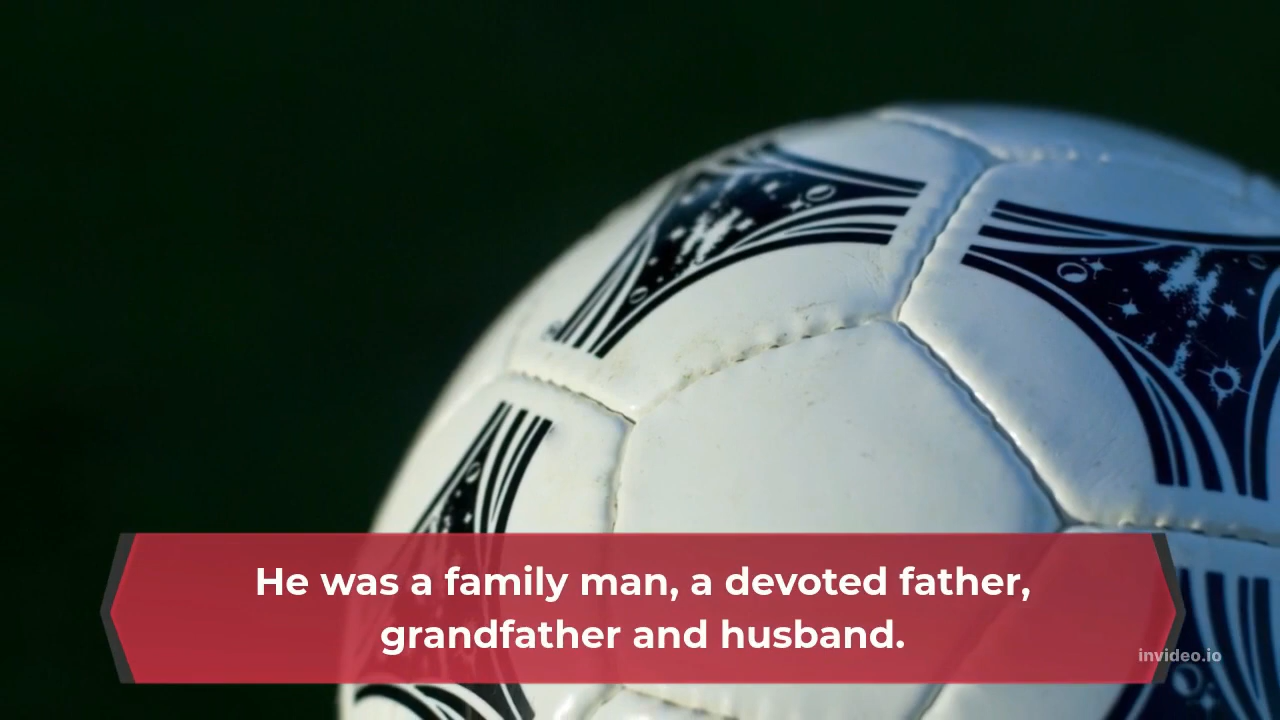 He was a family man, a devoted father,
grandfather and husband.
invideo.io